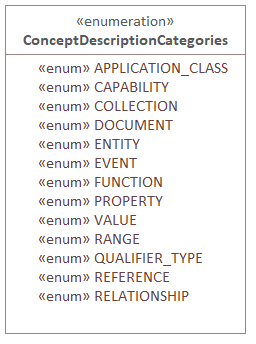 «enumeration»
ConceptDescriptionCategories
«enum» APPLICATION_CLASS
«enum» CAPABILITY
«enum» COLLECTION
«enum» DOCUMENT
«enum» ENTITY
«enum» EVENT
«enum» FUNCTION
«enum» PROPERTY
«enum» VALUE
«enum» RANGE
«enum» QUALIFIER_TYPE
«enum» REFERENCE
«enum» RELATIONSHIP